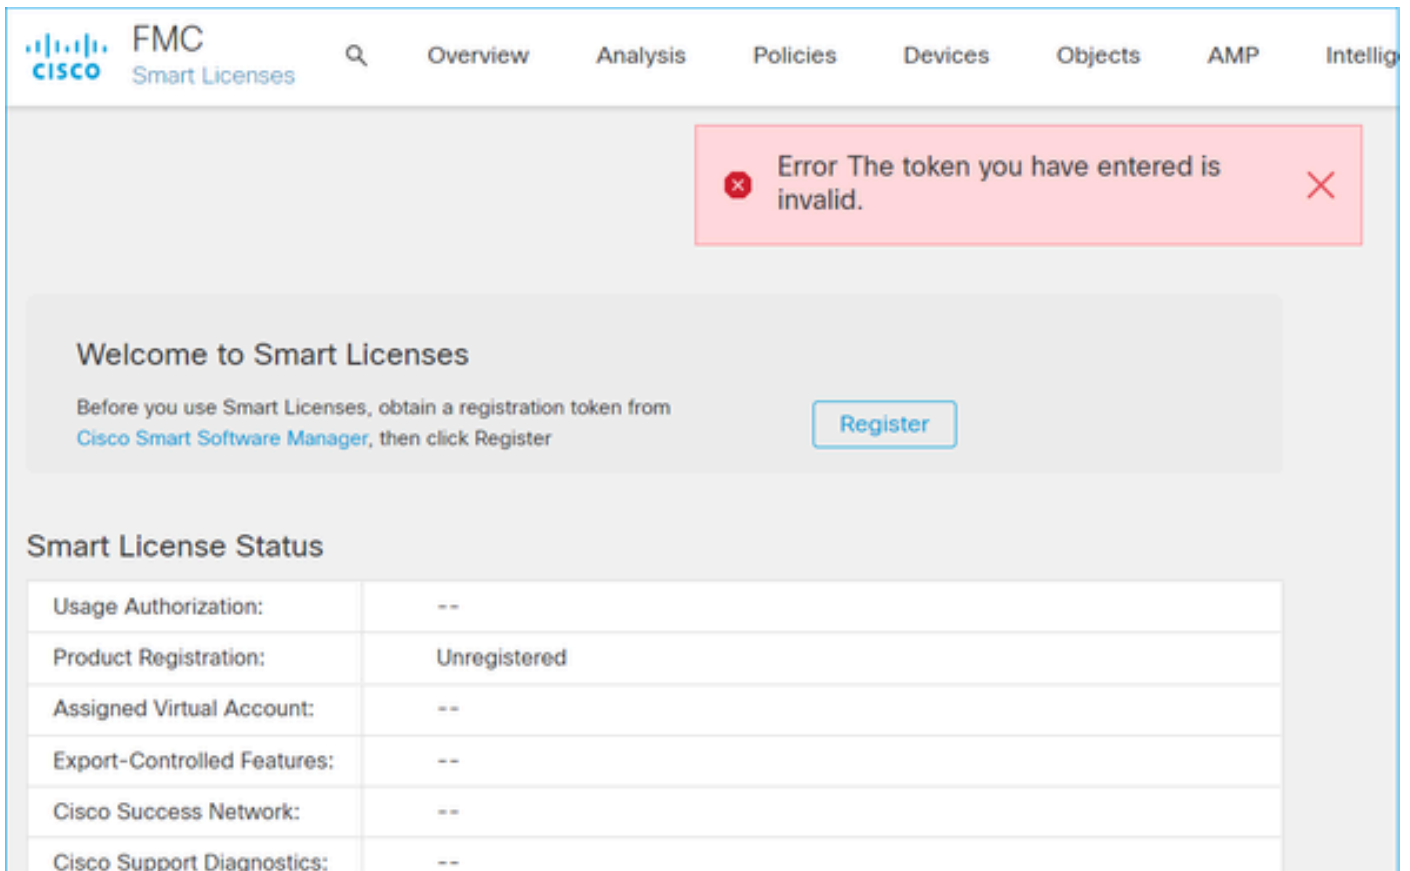 CISCO
FMC
Smart Licenses
Overview
Analysis
Policies
Devices
Objects
AMP
Error The token you have entered is
invalid.
Welcome to Smart Licenses
Before you use Smart Licenses, obtain a registration token from
Cisco Smart Software Manager, then click Register
Register
Smart License Status
Usage Authorization: --
Product Registration: Unregistered
Assigned Virtual Account: --
Export-Controlled Features: --
Cisco Success Network: --
Cisco Support Diagnostics: --